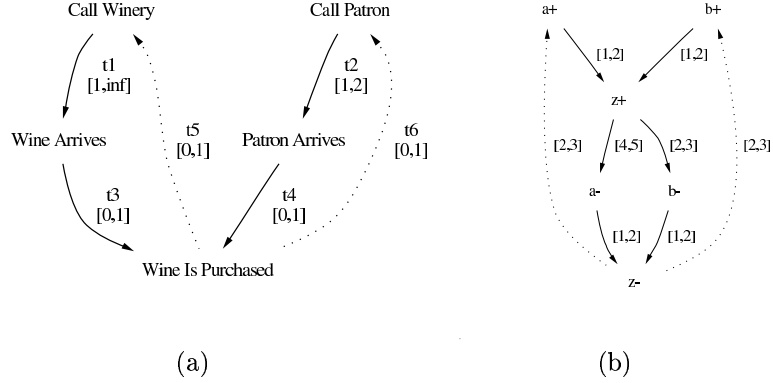 Call Winery
Call Patron
t1
[1,inf]
t2
[1,2]
Wine Arrives
t5
[0,1]
Patron Arrives
t6
[0,1]
t3
[0,1]
t4
[0,1]
Wine Is Purchased
(a)
a+
b+
[1,2]
[1,2]
z+
[2,3]
[4,5]
[2,3]
[2,3]
a-
b-
[1,2]
[1,2]
z-
(b)